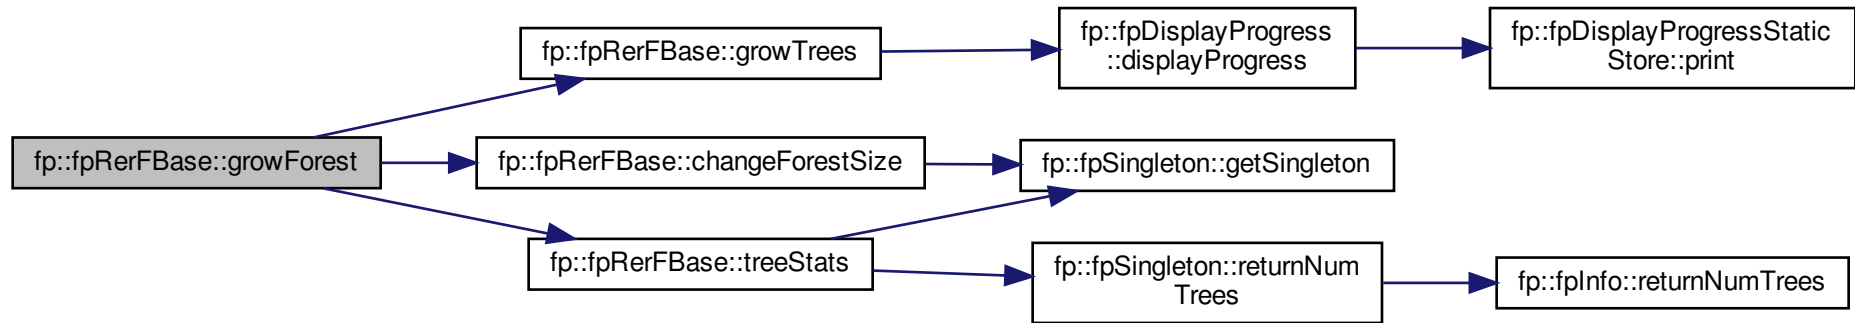 fp::fpRerFBase::growForest
fp::fpRerFBase::growTrees
fp::fpRerFBase::changeForestSize
fp::fpRerFBase::treeStats
fp::fpDisplayProgress
::displayProgress
fp::fpSingleton::getSingleton
fp::fpSingleton::returnNum
Trees
fp::fpDisplayProgressStatic
Store::print
fp::fpInfo::returnNumTrees